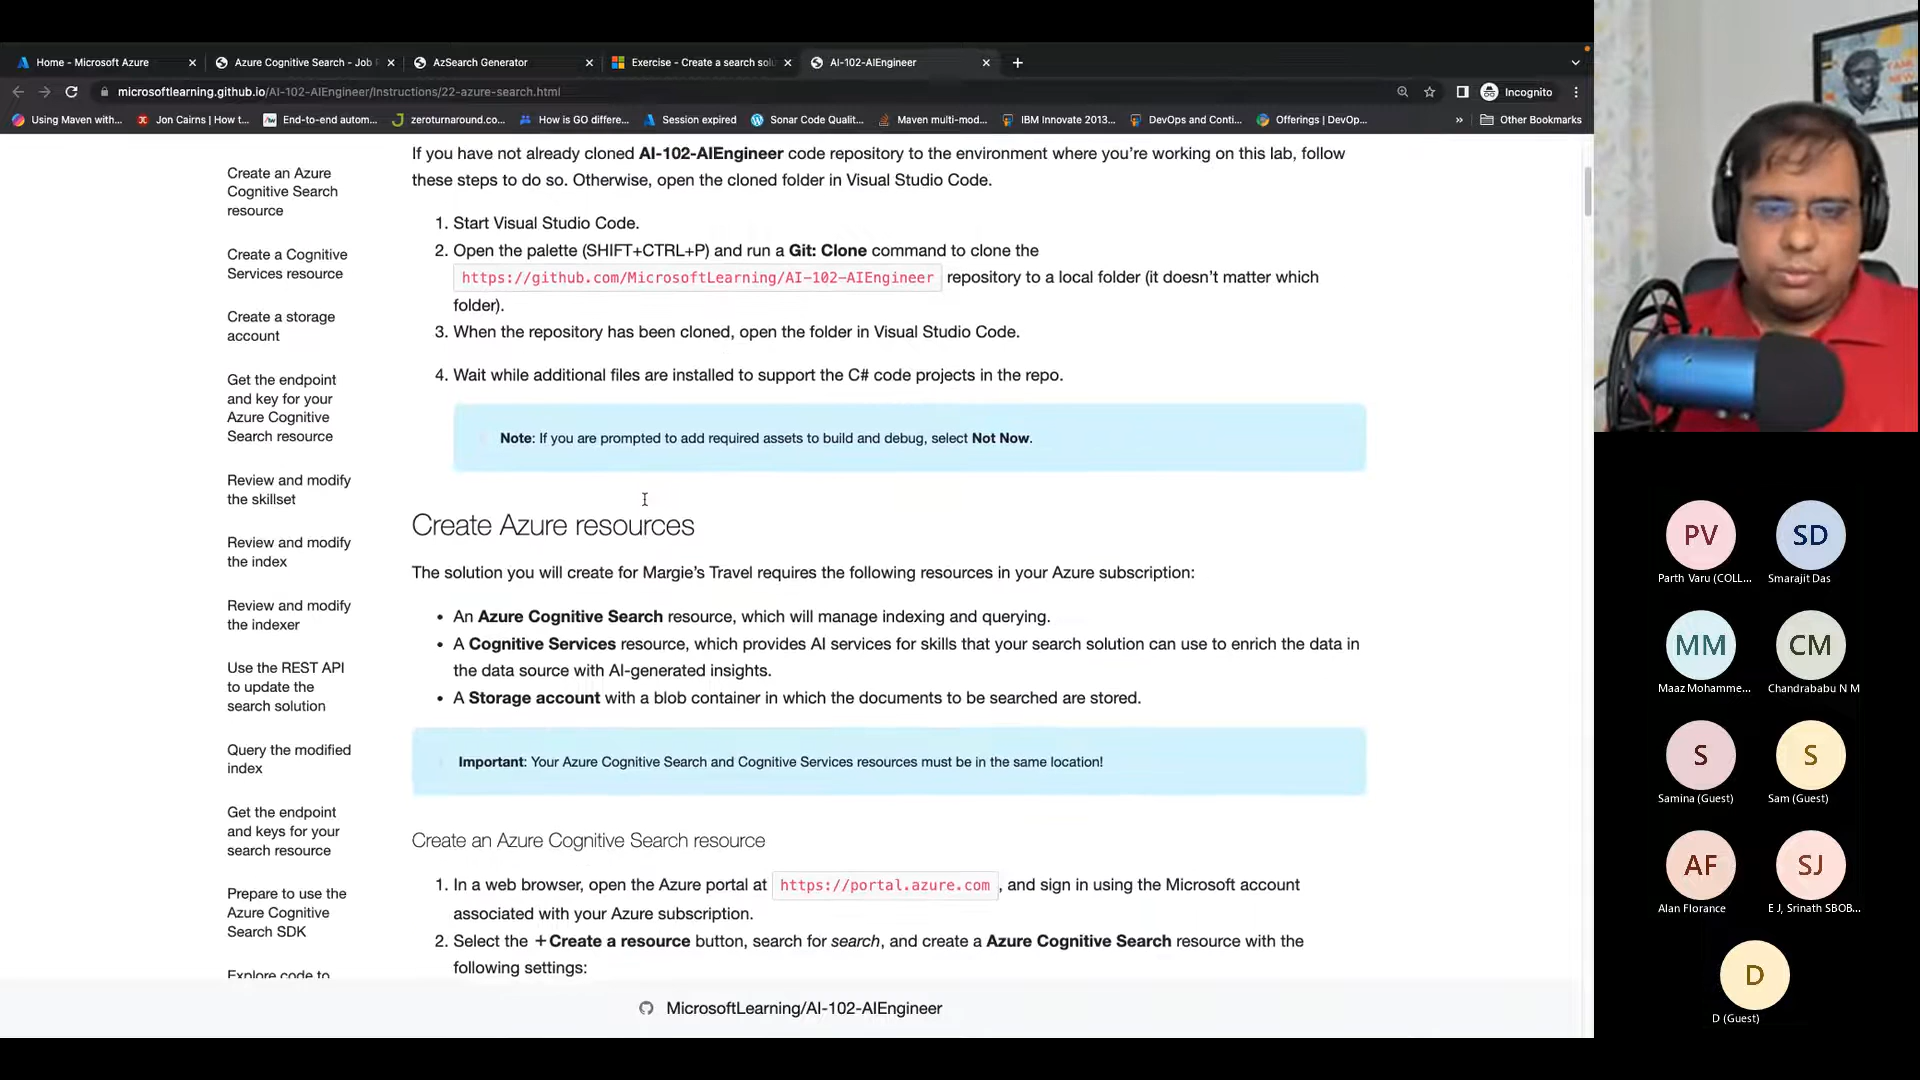 Home - Microsoft Azure
Azure Cognitive Search - Job
AzSearch Generator
Exercise - Create a search solu
AI-102-AIEngineer
microsoftlearning.github.io/AI-102-AIEngineer/Instructions/22-azure-search.html
Incognito
Using Maven with...
Jon Cairns | How t...
End-to-end autom...
zeroturnaround.co...
How is GO differe...
Session expired
Sonar Code Qualit...
Maven multi-mod...
IBM Innovate 2013...
DevOps and Conti...
Offerings | DevOp...
»
Other Bookmarks
Create an Azure
Cognitive Search
resource
Create a Cognitive
Services resource
Create a storage
account
Get the endpoint
and key for your
Azure Cognitive
Search resource
Review and modify
the skillset
Review and modify
the index
Review and modify
the indexer
Use the REST API
to update the
search solution
Query the modified
index
Get the endpoint
and keys for your
search resource
Prepare to use the
Azure Cognitive
Search SDK
Explore code to
If you have not already cloned AI-102-AIEngineer code repository to the environment where you’re working on this lab, follow
these steps to do so. Otherwise, open the cloned folder in Visual Studio Code.
1. Start Visual Studio Code.
2. Open the palette (SHIFT+CTRL+P) and run a Git: Clone command to clone the
https://github.com/MicrosoftLearning/AI-102-AIEngineer repository to a local folder (it doesn’t matter which
folder).
3. When the repository has been cloned, open the folder in Visual Studio Code.
4. Wait while additional files are installed to support the C# code projects in the repo.
Note: If you are prompted to add required assets to build and debug, select Not Now.
Create Azure resources
The solution you will create for Margie’s Travel requires the following resources in your Azure subscription:
• An Azure Cognitive Search resource, which will manage indexing and querying.
• A Cognitive Services resource, which provides AI services for skills that your search solution can use to enrich the data in
the data source with AI-generated insights.
• A Storage account with a blob container in which the documents to be searched are stored.
Important: Your Azure Cognitive Search and Cognitive Services resources must be in the same location!
Create an Azure Cognitive Search resource
1. In a web browser, open the Azure portal at https://portal.azure.com , and sign in using the Microsoft account
associated with your Azure subscription.
2. Select the +Create a resource button, search for search, and create a Azure Cognitive Search resource with the
following settings:
MicrosoftLearning/AI-102-AIEngineer
PV
Parth Varu (COLL...
SD
Smarajit Das
MM
Maaz Mohamme...
CM
Chandrababu N M
S
Samina (Guest)
S
Sam (Guest)
AF
Alan Florance
SJ
E J, Srinath SBOB...
D
D (Guest)